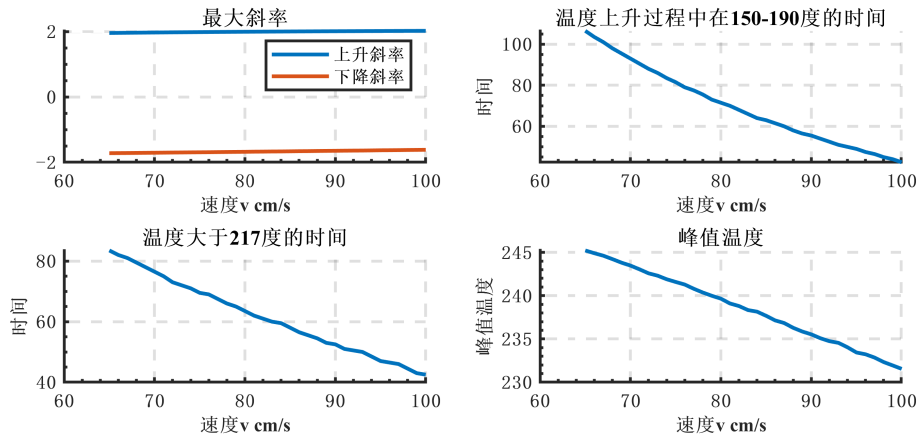 最大斜率
2
0
−2
上升斜率
下降斜率
60 70 80 90 100
速度v cm/s
温度上升过程中在150-190度的时间
时间
100
80
60
60 70 80 90 100
速度v cm/s
温度大于217度的时间
时间
80
60
40
60 70 80 90 100
速度v cm/s
峰值温度
峰值温度
245
240
235
230
60 70 80 90 100
速度v cm/s